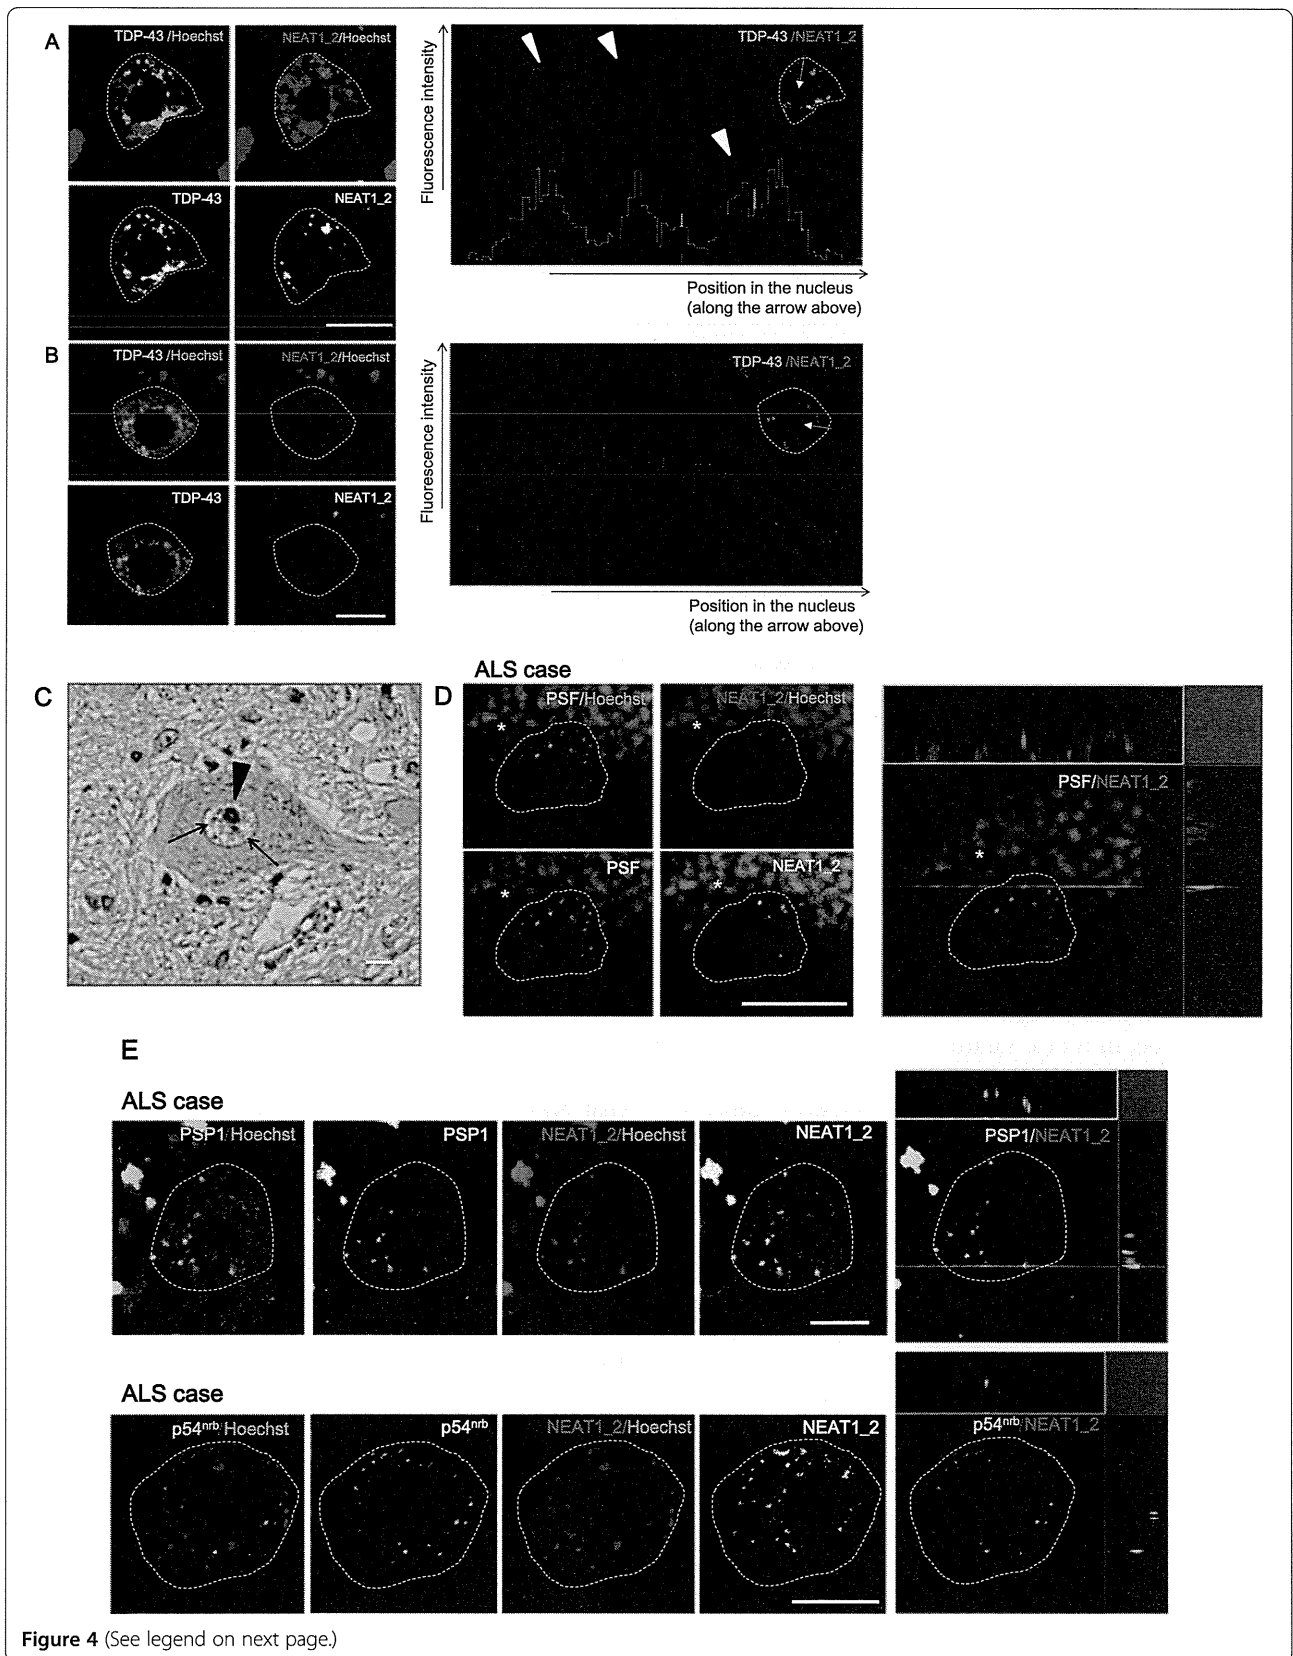 A
TDP-43 /Hoechst
NEAT1_2/Hoechst
TDP-43
NEAT1_2
Fluorescence intensity
TDP-43 /NEAT1_2
Position in the nucleus
(along the arrow above)
B
TDP-43 /Hoechst
NEAT1_2/Hoechst
TDP-43
NEAT1_2
Fluorescence intensity
TDP-43 /NEAT1_2
Position in the nucleus
(along the arrow above)
C
D
ALS case
PSF/Hoechst
NEAT1_2/Hoechst
*
*
PSF
NEAT1_2
*
*
PSF/NEAT1_2
*
E
ALS case
PSP1/Hoechst
PSP1
NEAT1_2/Hoechst
NEAT1_2
PSP1/NEAT1_2
ALS case
p54nrb/Hoechst
p54nrb
NEAT1_2/Hoechst
NEAT1_2
p54nrb/NEAT1_2
Figure 4 (See legend on next page.)